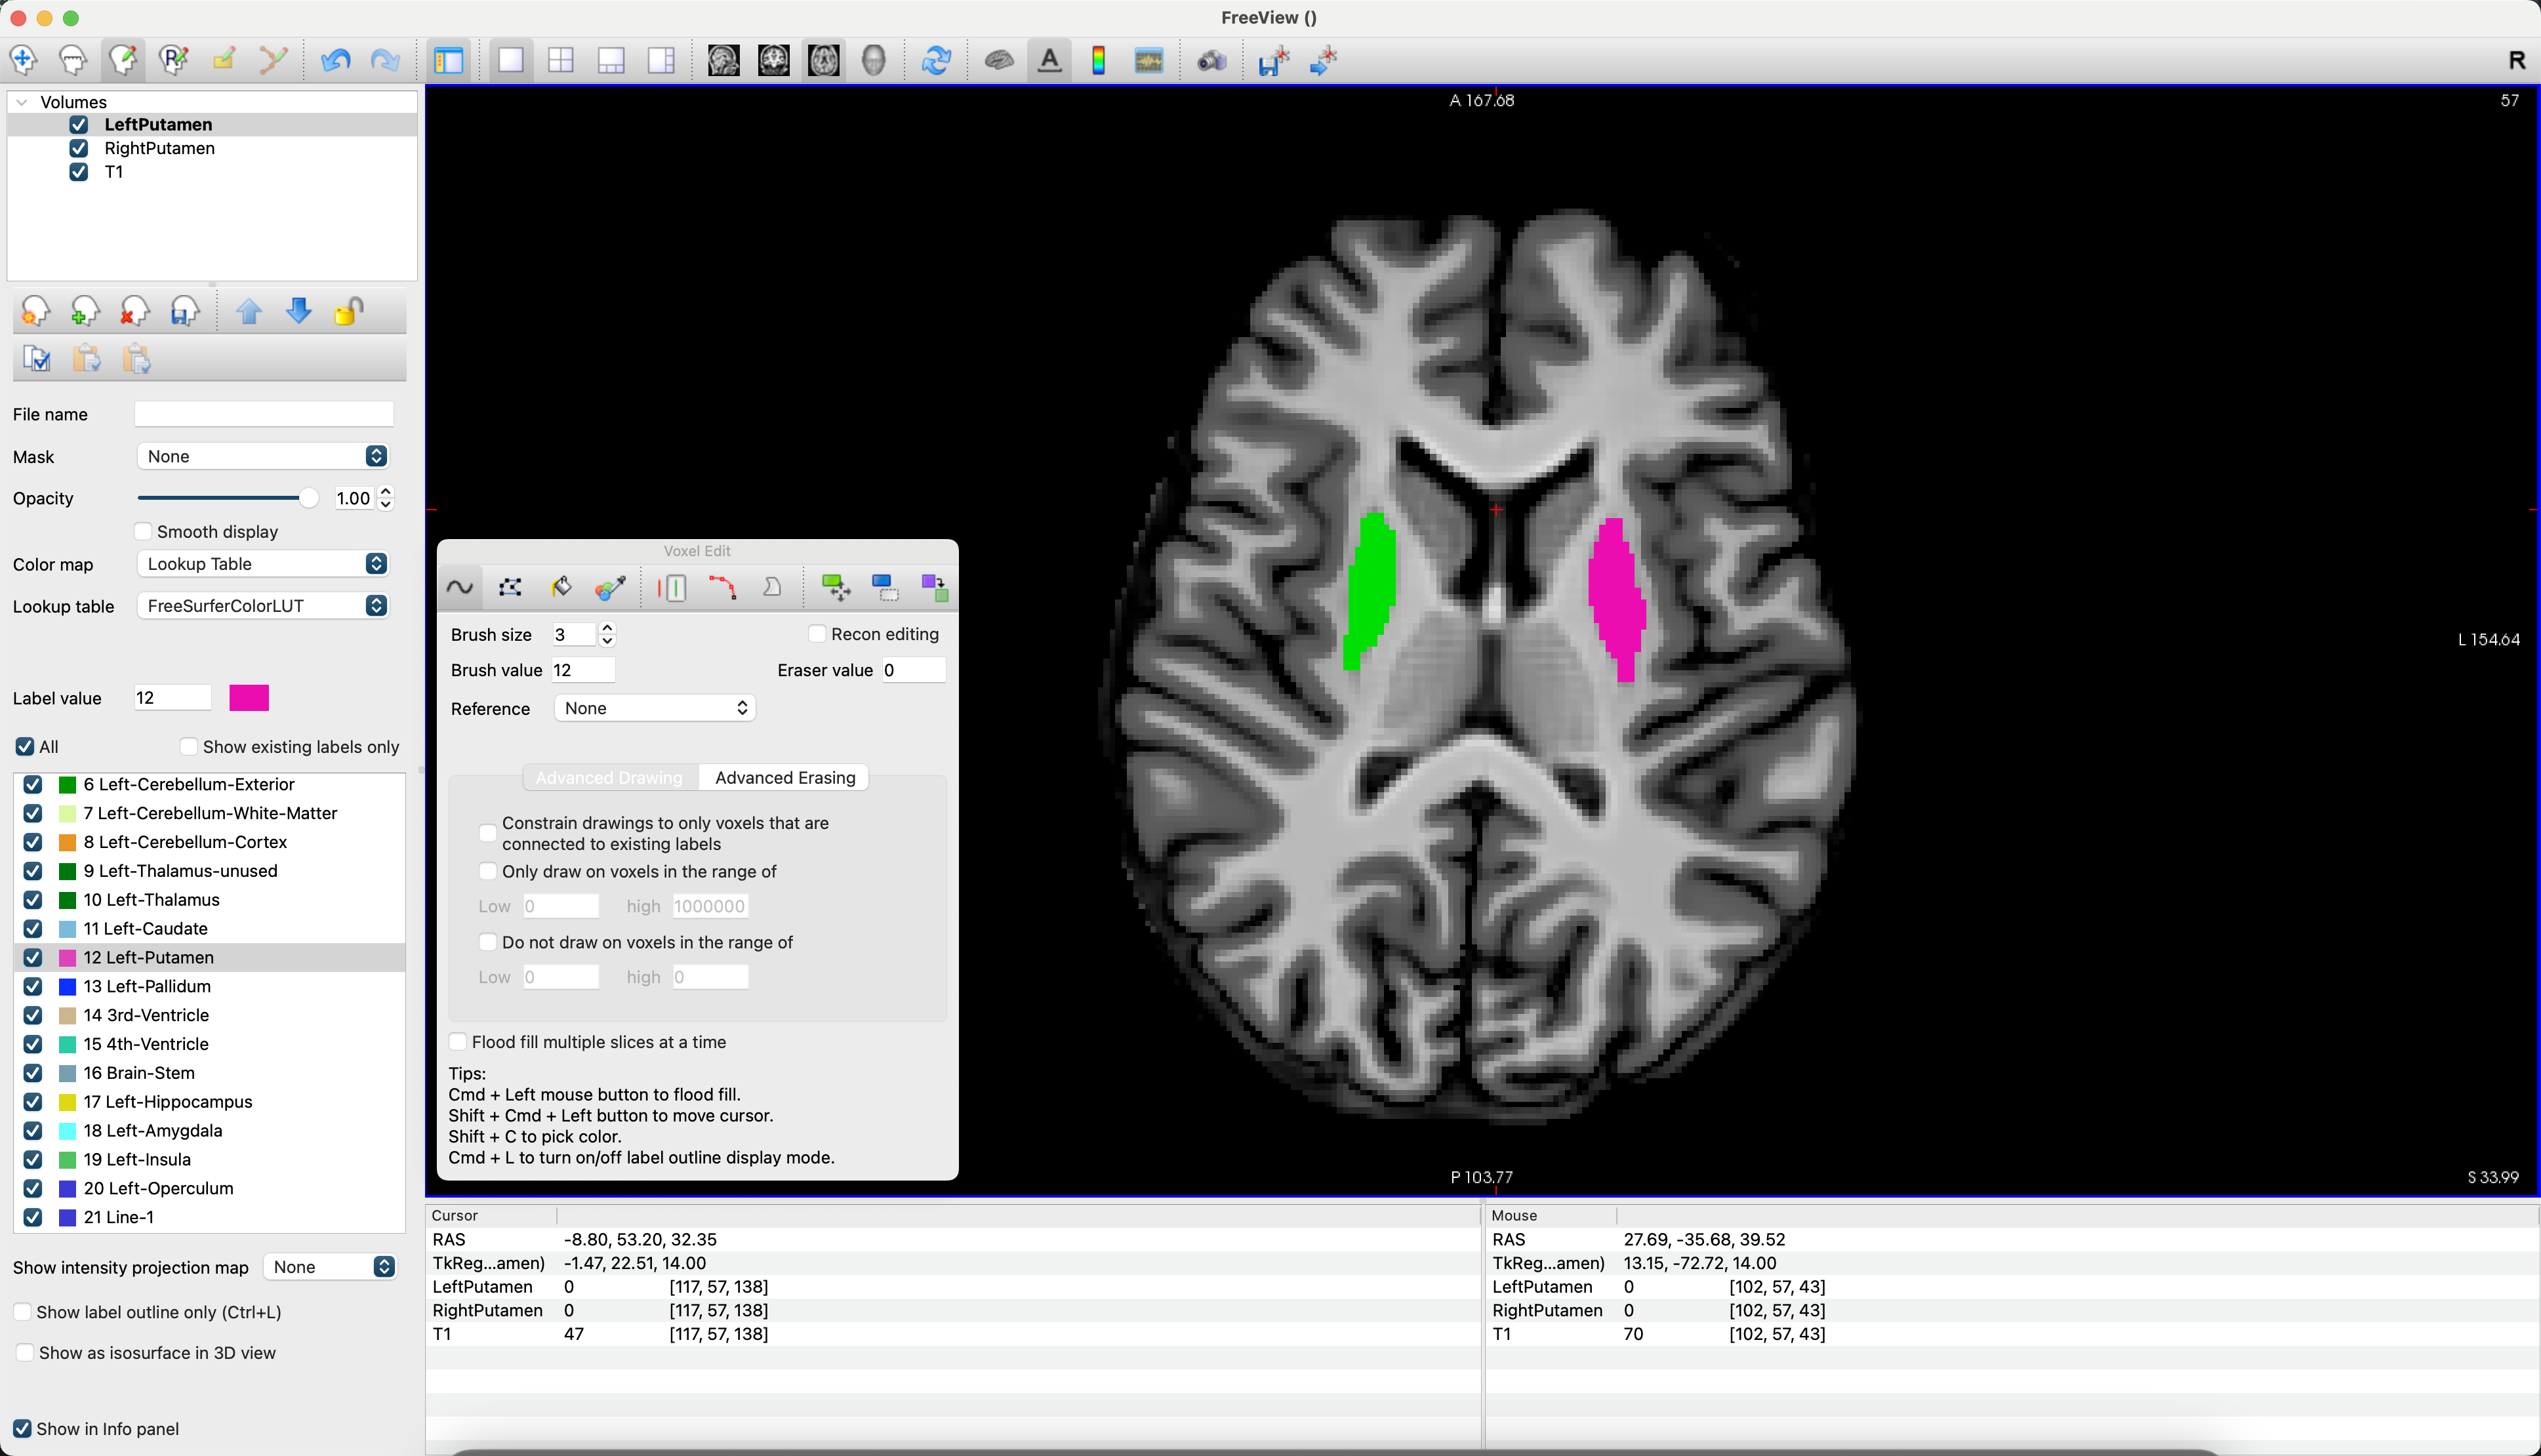 FreeView ()
R
Volumes
LeftPutamen
RightPutamen
T1
File name
Mask None
Opacity 1.00
Smooth display
Color map Lookup Table
Lookup table FreeSurferColorLUT
Label value 12
All Show existing labels only
6 Left-Cerebellum-Exterior
7 Left-Cerebellum-White-Matter
8 Left-Cerebellum-Cortex
9 Left-Thalamus-unused
10 Left-Thalamus
11 Left-Caudate
12 Left-Putamen
13 Left-Pallidum
14 3rd-Ventricle
15 4th-Ventricle
16 Brain-Stem
17 Left-Hippocampus
18 Left-Amygdala
19 Left-Insula
20 Left-Operculum
21 Line-1
Show intensity projection map None
Show label outline only (Ctrl+L)
Show as isosurface in 3D view
Show in Info panel
A 167.68
57
L 154.64
P 103.77
S 33.99
Voxel Edit
Brush size 3 Recon editing
Brush value 12 Eraser value 0
Reference None
Advanced Drawing Advanced Erasing
Constrain drawings to only voxels that are
connected to existing labels
Only draw on voxels in the range of
Low 0 high 1000000
Do not draw on voxels in the range of
Low 0 high 0
Flood fill multiple slices at a time
Tips:
Cmd + Left mouse button to flood fill.
Shift + Cmd + Left button to move cursor.
Shift + C to pick color.
Cmd + L to turn on/off label outline display mode.
Cursor
RAS -8.80, 53.20, 32.35
TkReg...amen) -1.47, 22.51, 14.00
LeftPutamen 0 [117, 57, 138]
RightPutamen 0 [117, 57, 138]
T1 47 [117, 57, 138]
Mouse
RAS 27.69, -35.68, 39.52
TkReg...amen) 13.15, -72.72, 14.00
LeftPutamen 0 [102, 57, 43]
RightPutamen 0 [102, 57, 43]
T1 70 [102, 57, 43]